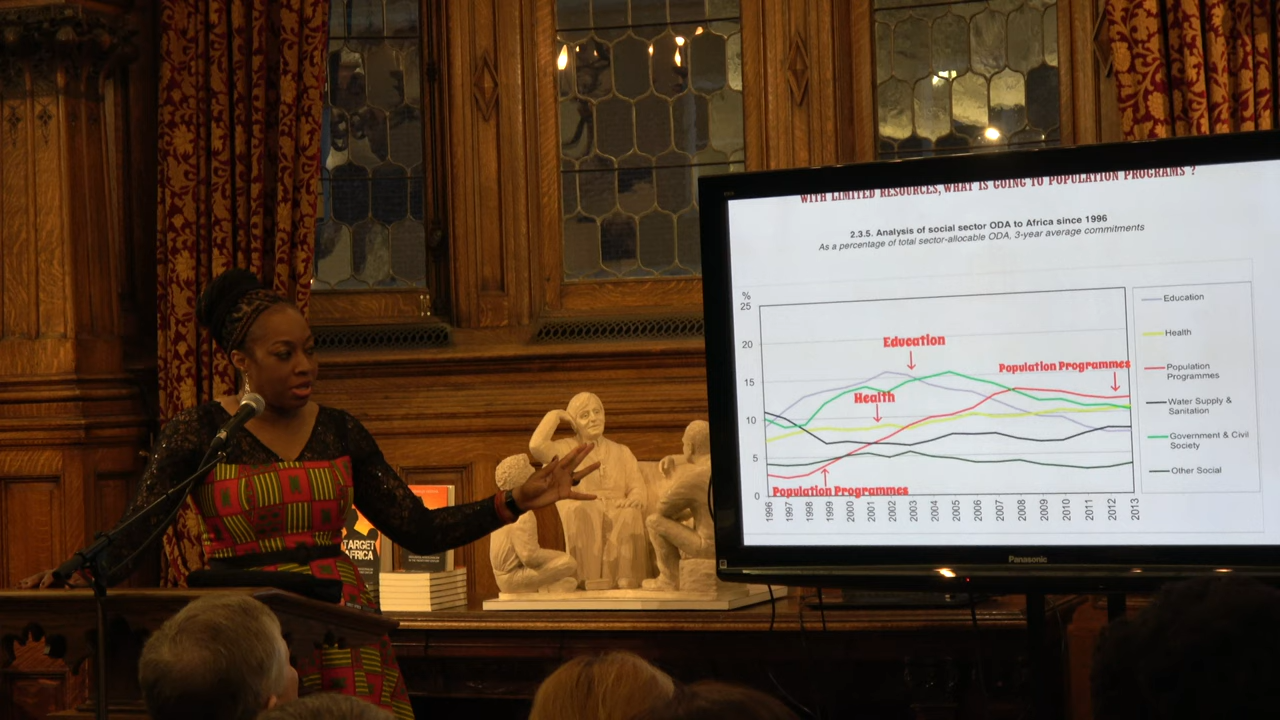 WITH LIMITED RESOURCES, WHAT IS GOING TO POPULATION PROGRAMS ?
2.3.5. Analysis of social sector ODA to Africa since 1996
As a percentage of total sector-allocable ODA, 3-year average commitments
%
25
20
15
10
5
0
Education
Health
Population Programmes
Population Programmes
1996
1997
1998
1999
2000
2001
2002
2003
2004
2005
2006
2007
2008
2009
2010
2011
2012
2013
Education
Health
Population
Programmes
Water Supply &
Sanitation
Government & Civil
Society
Other Social
Panasonic
TARGET
AFRICA